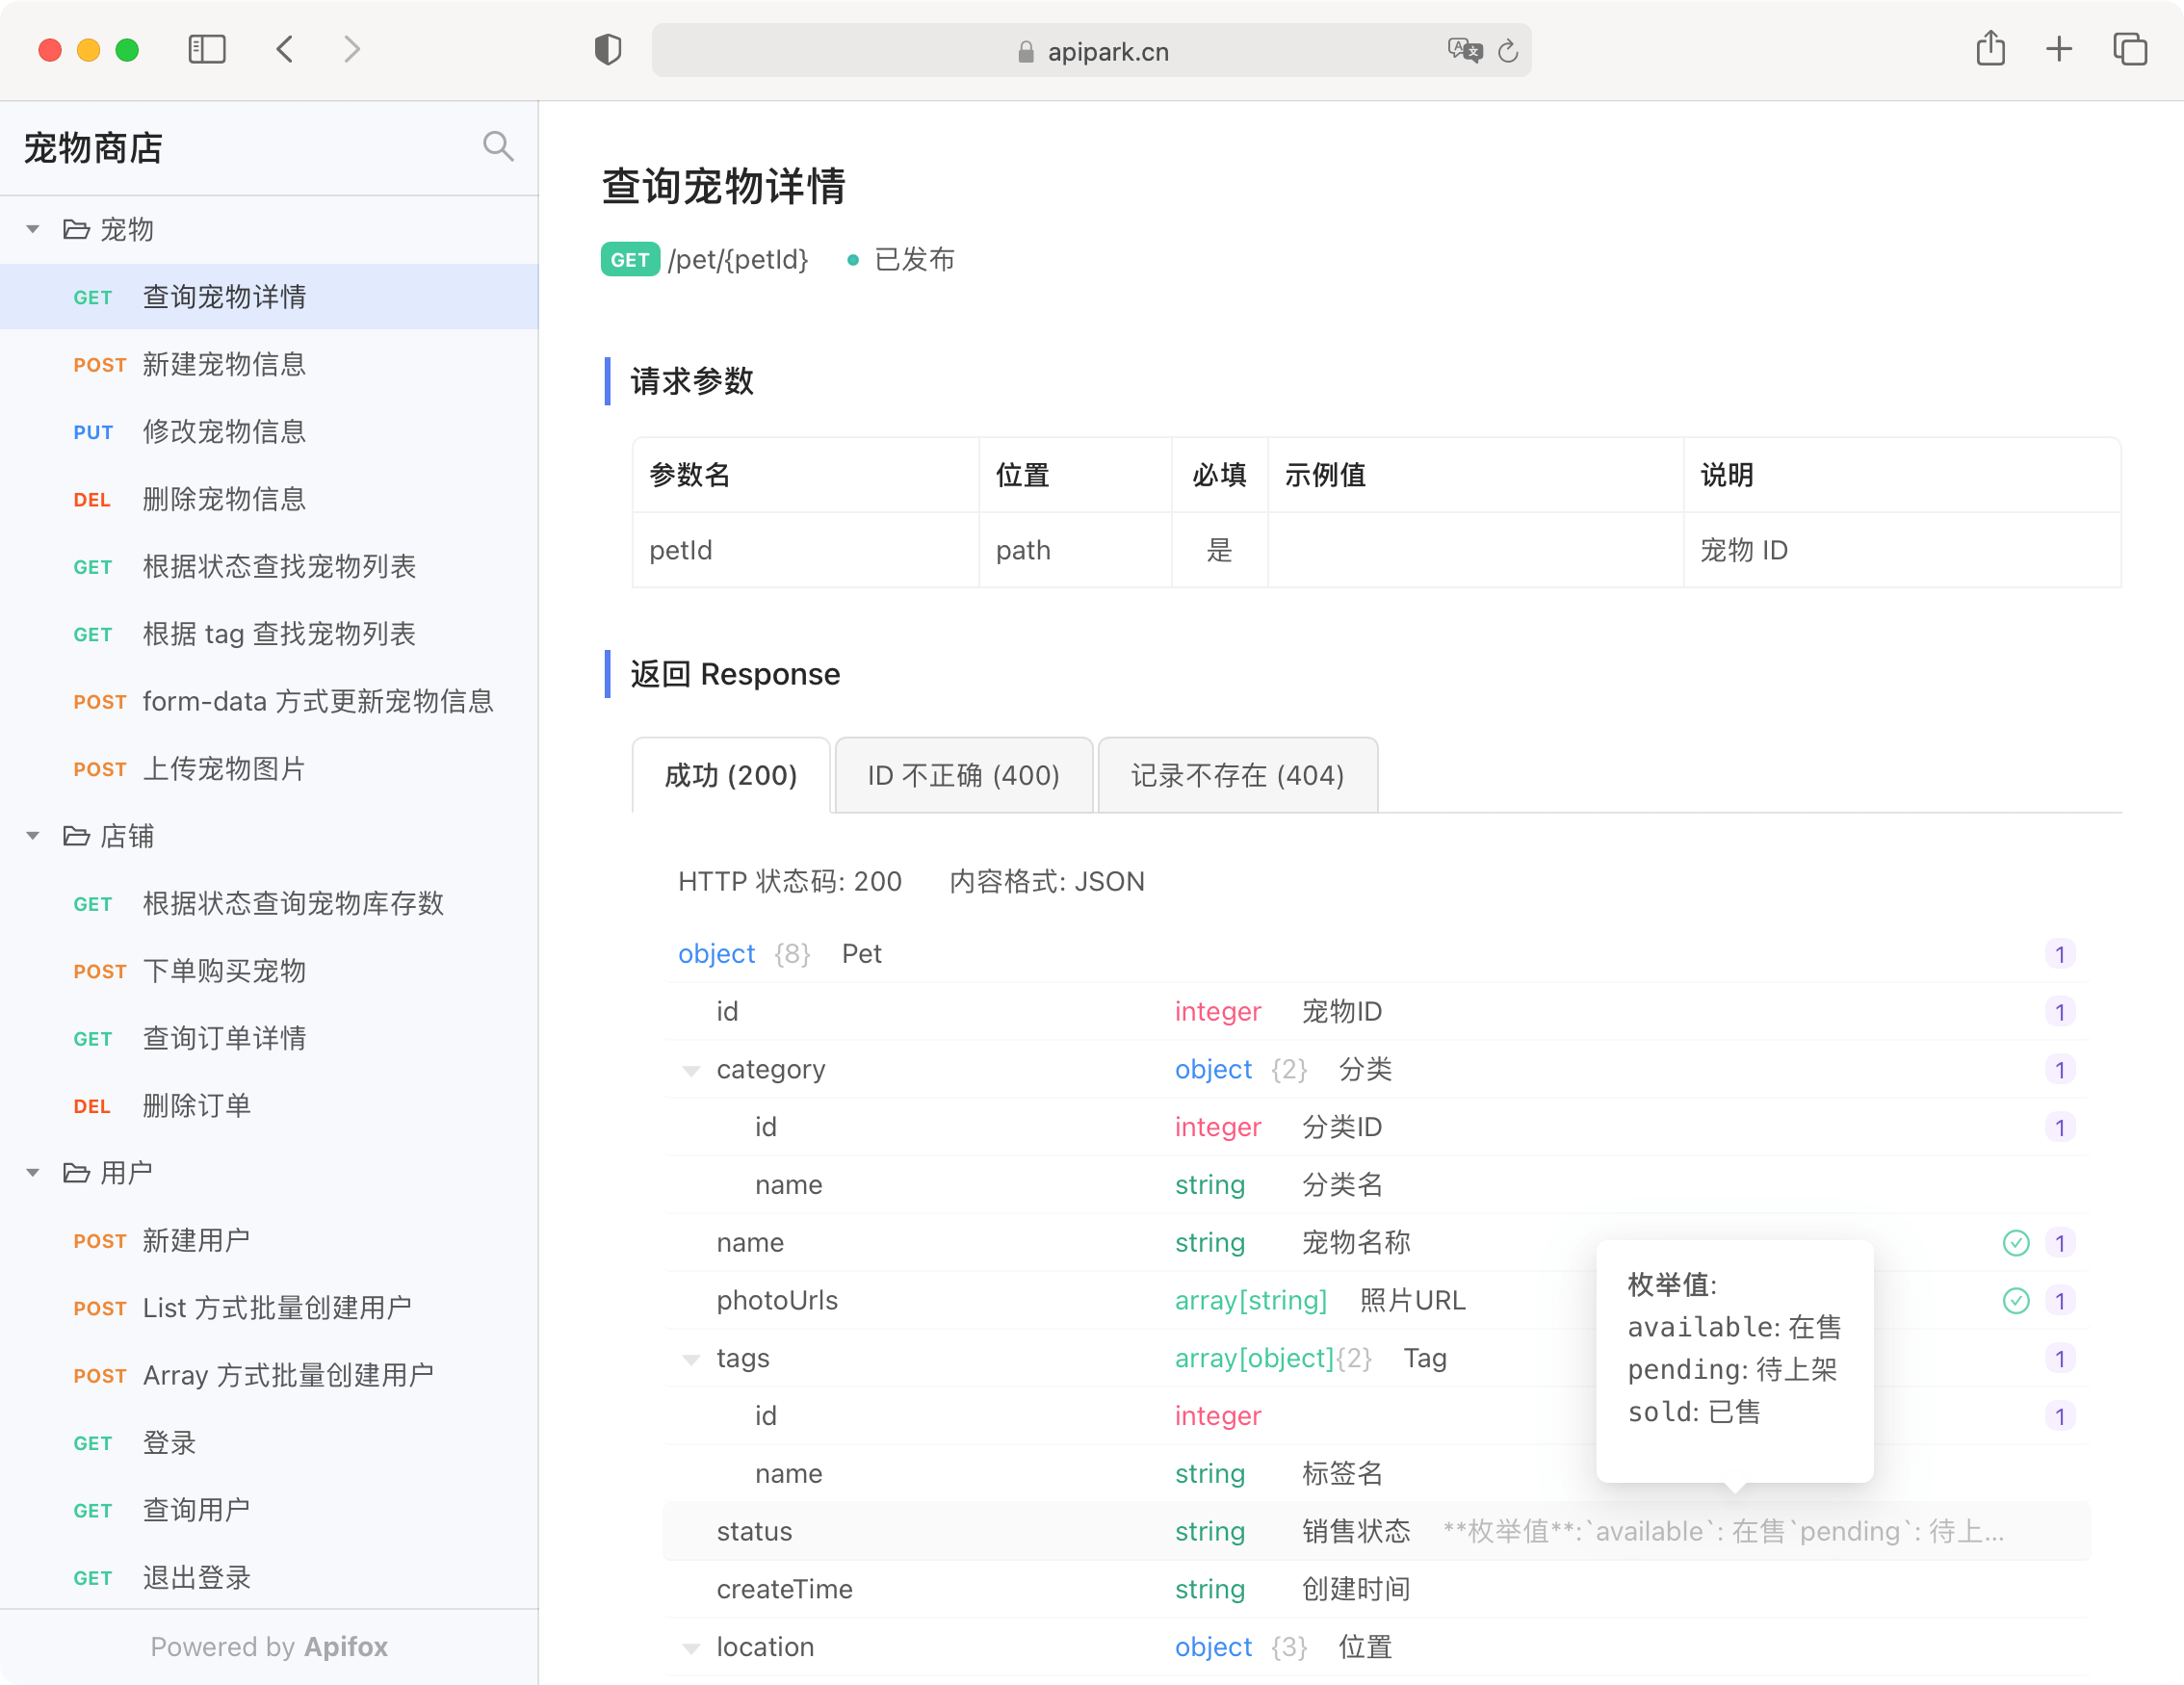 apipark.cn
宠物商店
宠物
GET 查询宠物详情
POST 新建宠物信息
PUT 修改宠物信息
DEL 删除宠物信息
GET 根据状态查找宠物列表
GET 根据 tag 查找宠物列表
POST form-data 方式更新宠物信息
POST 上传宠物图片
店铺
GET 根据状态查询宠物库存数
POST 下单购买宠物
GET 查询订单详情
DEL 删除订单
用户
POST 新建用户
POST List 方式批量创建用户
POST Array 方式批量创建用户
GET 登录
GET 查询用户
GET 退出登录
Powered by Apifox
查询宠物详情
GET /pet/{petId} 已发布
请求参数
参数名 位置 必填 示例值 说明
petId path 是 宠物 ID
返回 Response
成功 (200) ID 不正确 (400) 记录不存在 (404)
HTTP 状态码: 200 内容格式: JSON
object {8} Pet 1
id integer 宠物ID 1
category object {2} 分类 1
id integer 分类ID 1
name string 分类名
name string 宠物名称 1
photoUrls array[string] 照片URL 1
tags array[object]{2} Tag 1
id integer 1
name string 标签名
枚举值:
available: 在售
pending: 待上架
sold: 已售
status string 销售状态 **枚举值**:`available`: 在售`pending`: 待上...
createTime string 创建时间
location object {3} 位置